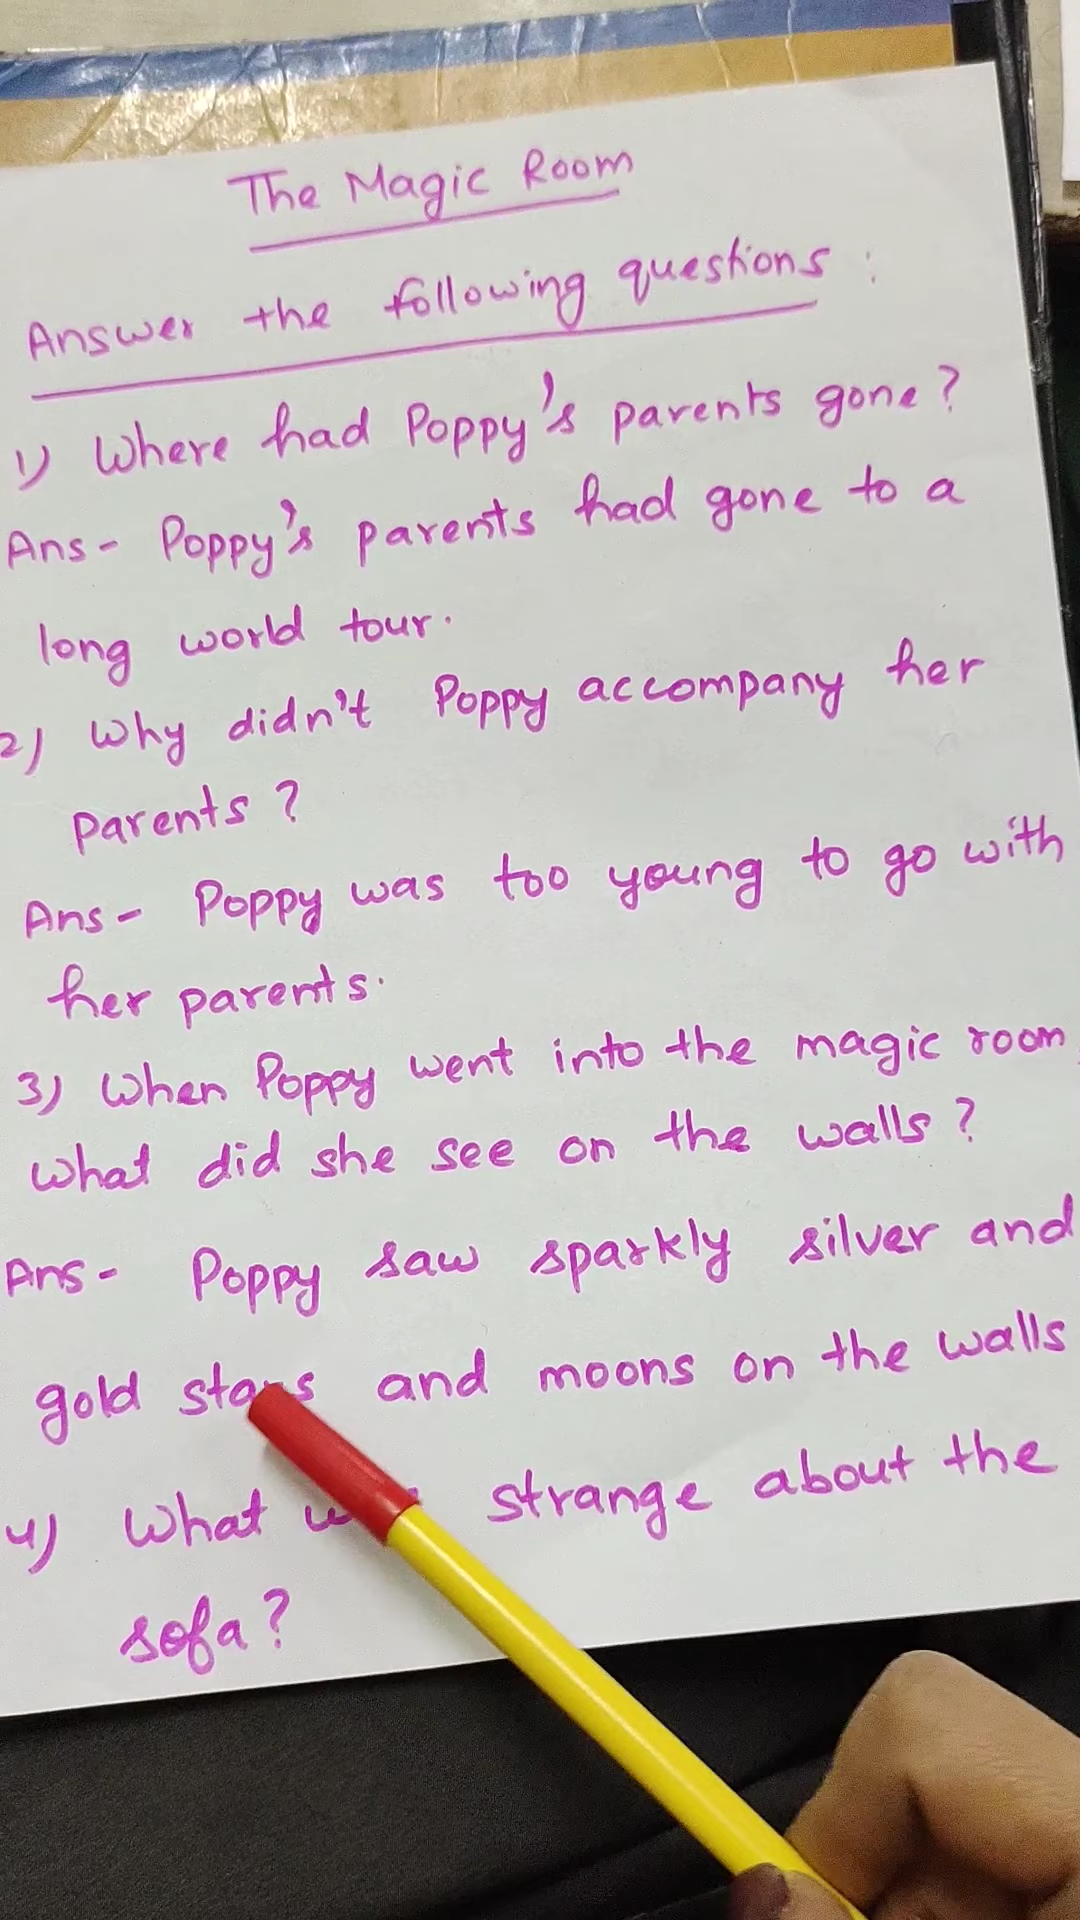 The Magic Room
Answer the following questions :
1) Where had Poppy's parents gone?
Ans- Poppy's parents had gone to a
long world tour.
2) Why didn't Poppy accompany her
parents?
Ans- Poppy was too young to go with
her parents.
3) When Poppy went into the magic room,
what did she see on the walls?
Ans- Poppy saw sparkly silver and
gold stars and moons on the walls
4) What strange about the
sofa?